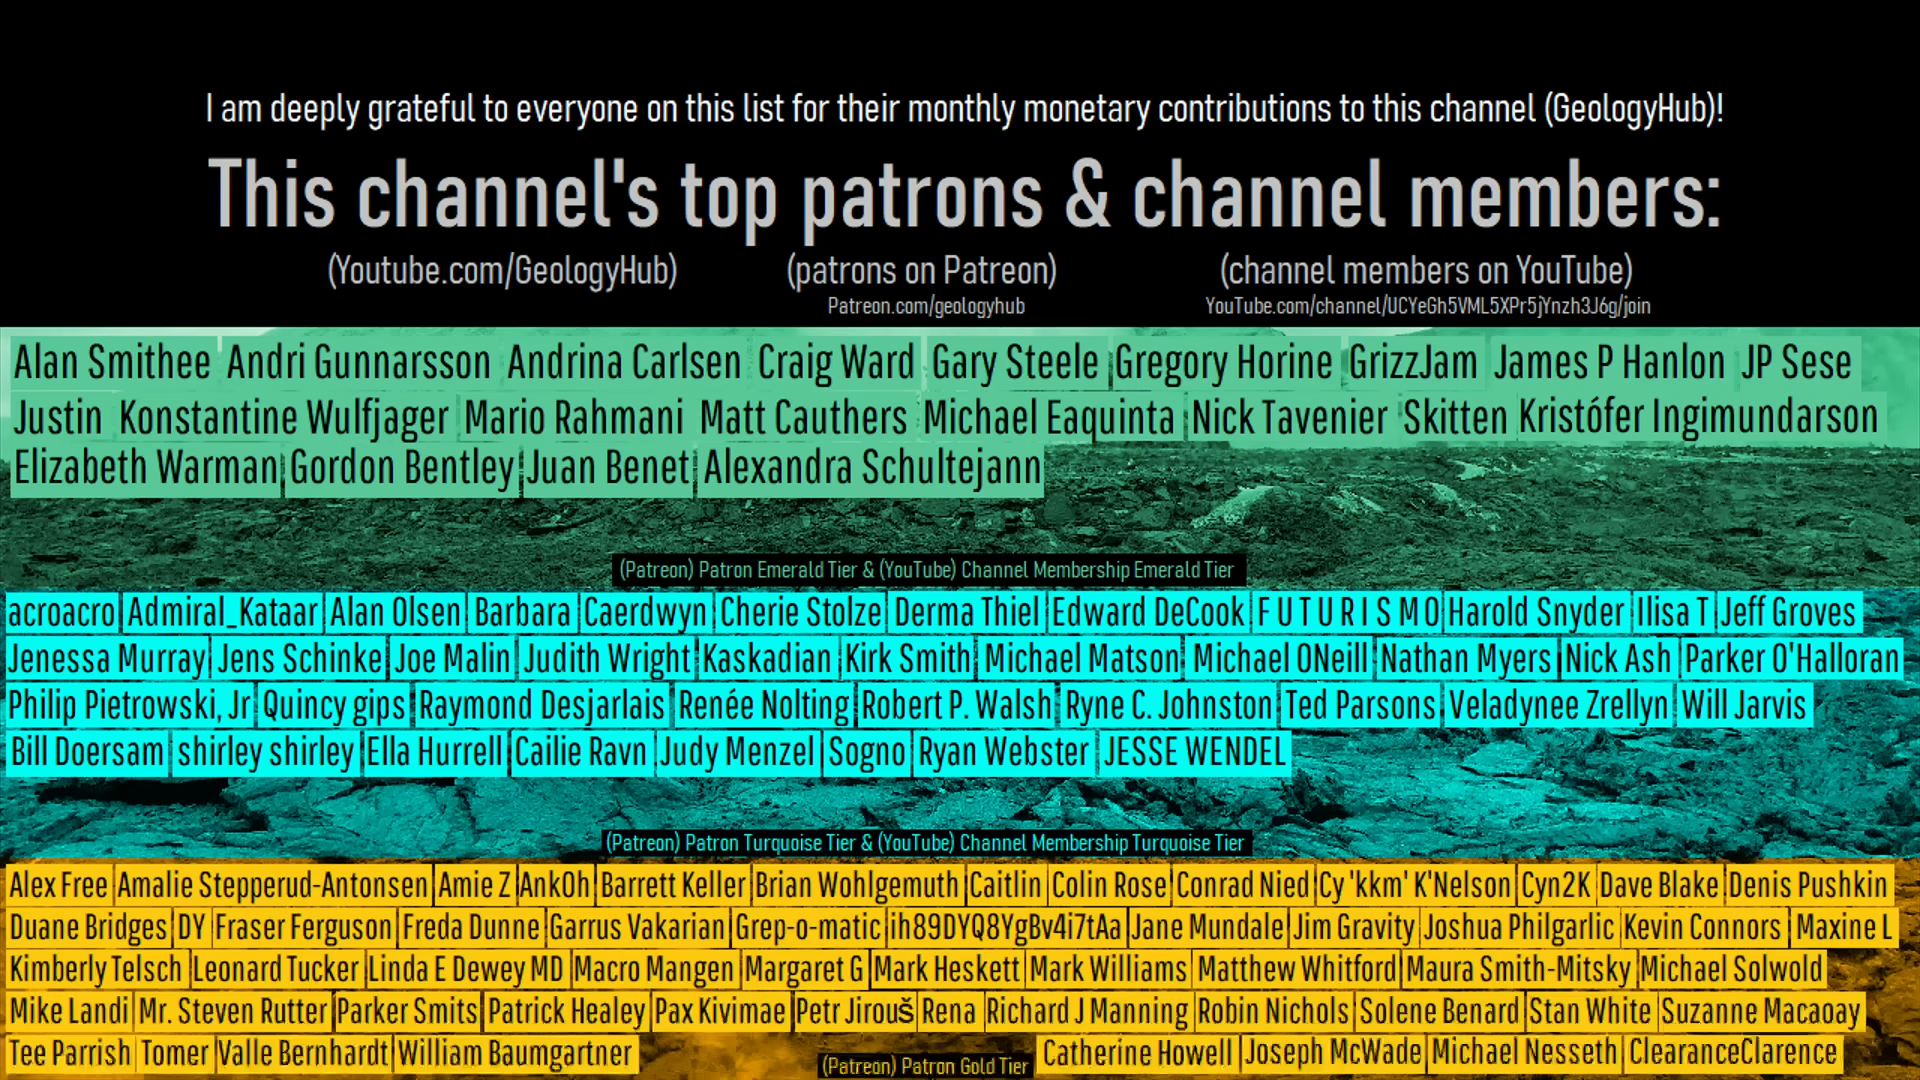 I am deeply grateful to everyone on this list for their monthly monetary contributions to this channel (GeologyHub)!
This channel's top patrons & channel members:
(Youtube.com/GeologyHub) (patrons on Patreon) (channel members on YouTube)
Patreon.com/geologyhub YouTube.com/channel/UCYeGh5VML5XPr5jYnzh3J6g/join
Alan Smithee Andri Gunnarsson Andrina Carlsen Craig Ward Gary Steele Gregory Horine GrizzJam James P Hanlon JP Sese
Justin Konstantine Wulfjager Mario Rahmani Matt Cauthers Michael Eaquinta Nick Tavenier Skitten Kristófer Ingimundarson
Elizabeth Warman Gordon Bentley Juan Benet Alexandra Schultejann
(Patreon) Patron Emerald Tier & (YouTube) Channel Membership Emerald Tier
acroacro Admiral_Kataar Alan Olsen Barbara Caerdwyn Cherie Stolze Derma Thiel Edward DeCook F U T U R I S M O Harold Snyder Ilisa T Jeff Groves
Jenessa Murray Jens Schinke Joe Malin Judith Wright Kaskadian Kirk Smith Michael Matson Michael ONeill Nathan Myers Nick Ash Parker O'Halloran
Philip Pietrowski, Jr Quincy gips Raymond Desjarlais Renée Nolting Robert P. Walsh Ryne C. Johnston Ted Parsons Veladynee Zrellyn Will Jarvis
Bill Doersam shirley shirley Ella Hurrell Cailie Ravn Judy Menzel Sogno Ryan Webster JESSE WENDEL
(Patreon) Patron Turquoise Tier & (YouTube) Channel Membership Turquoise Tier
Alex Free Amalie Stepperud-Antonsen Amie Z AnkOh Barrett Keller Brian Wohlgemuth Caitlin Colin Rose Conrad Nied Cy 'kkm' K'Nelson Cyn2K Dave Blake Denis Pushkin
Duane Bridges DY Fraser Ferguson Freda Dunne Garrus Vakarian Grep-o-matic ih89DYQ8YgBv4i7tAa Jane Mundale Jim Gravity Joshua Philgarlic Kevin Connors Maxine L
Kimberly Telsch Leonard Tucker Linda E Dewey MD Macro Mangen Margaret G Mark Heskett Mark Williams Matthew Whitford Maura Smith-Mitsky Michael Solwold
Mike Landi Mr. Steven Rutter Parker Smits Patrick Healey Pax Kivimae Petr Jirouš Rena Richard J Manning Robin Nichols Solene Benard Stan White Suzanne Macaoay
Tee Parrish Tomer Valle Bernhardt William Baumgartner (Patreon) Patron Gold Tier Catherine Howell Joseph McWade Michael Nesseth ClearanceClarence